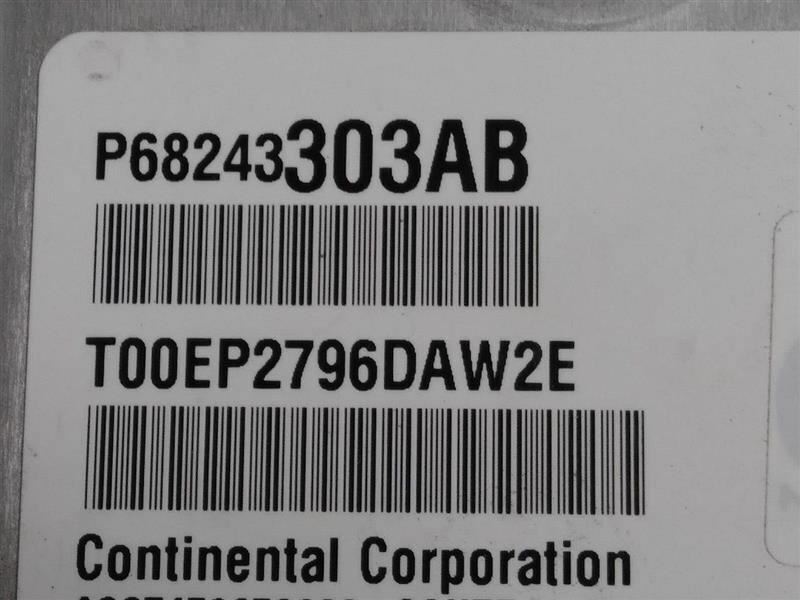 P68243303AB
T00EP2796DAW2E
Continental Corporation